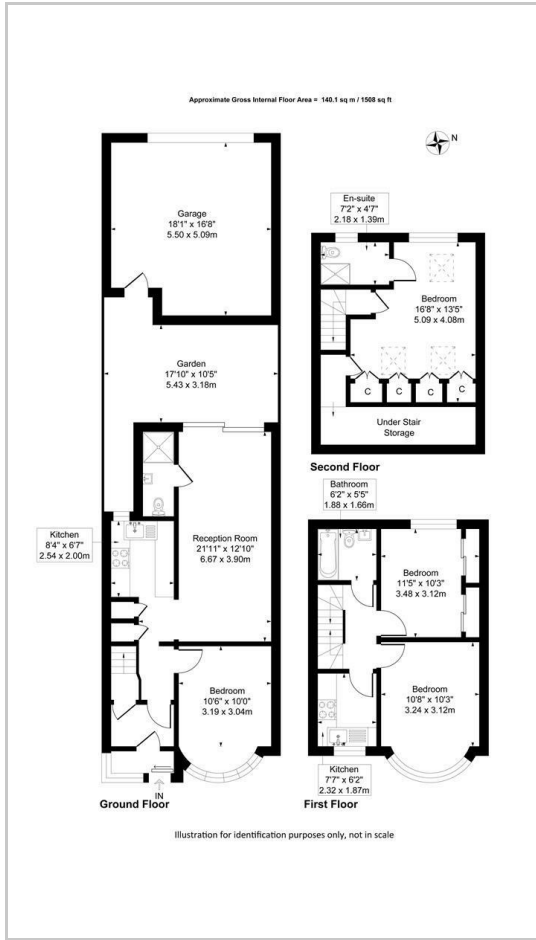 Approximate Gross Internal Floor Area = 140.1 sq m / 1508 sq ft
N
Garage
18'1" x 16'8"
5.50 x 5.09m
Garden
17'10" x 10'5"
5.43 x 3.18m
Kitchen
8'4" x 6'7"
2.54 x 2.00m
Reception Room
21'11" x 12'10"
6.67 x 3.90m
Bedroom
10'6" x 10'0"
3.19 x 3.04m
IN
Ground Floor
En-suite
7'2" x 4'7"
2.18 x 1.39m
Bedroom
16'8" x 13'5"
5.09 x 4.08m
C
C
C
C
Under Stair
Storage
Second Floor
Bathroom
6'2" x 5'5"
1.88 x 1.66m
Bedroom
11'5" x 10'3"
3.48 x 3.12m
Bedroom
10'8" x 10'3"
3.24 x 3.12m
Kitchen
7'7" x 6'2"
2.32 x 1.87m
First Floor
Illustration for identification purposes only, not in scale